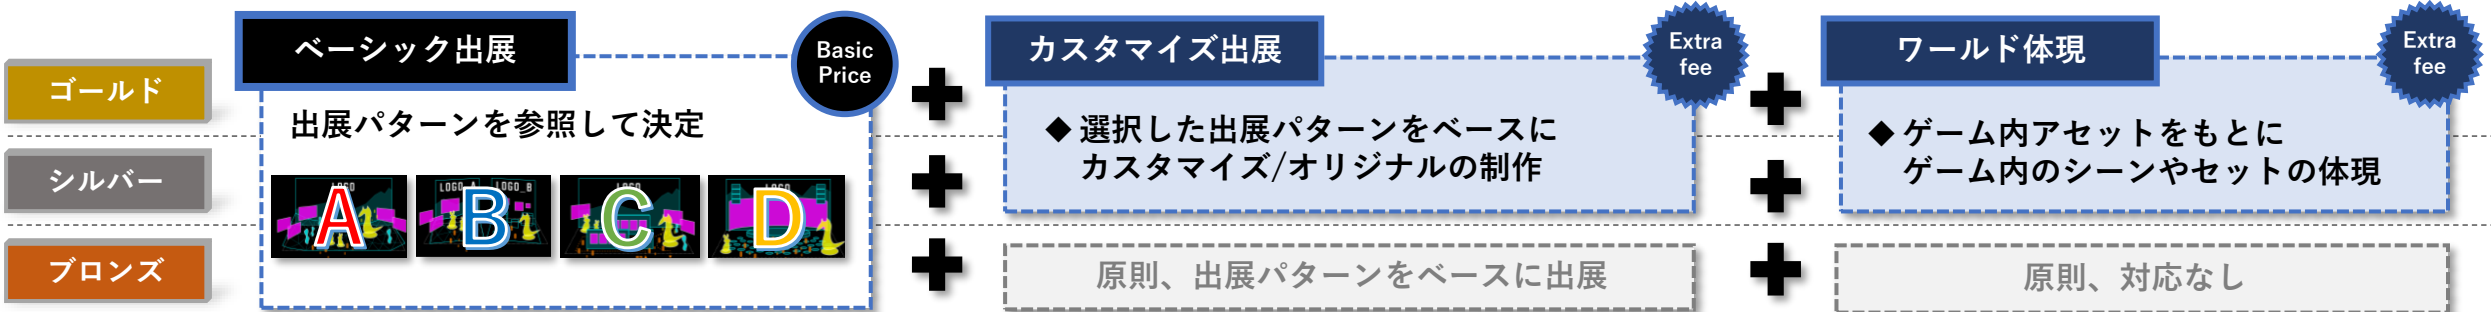 ゴールド
シルバー
ブロンズ
ベーシック出展
Basic
Price
出展パターンを参照して決定
LOGO
A
LOGO_A LOGO_B
B
C
D
カスタマイズ出展
Extra
fee
◆ 選択した出展パターンをベースに
カスタマイズ/オリジナルの制作
原則、出展パターンをベースに出展
ワールド体現
Extra
fee
◆ ゲーム内アセットをもとに
ゲーム内のシーンやセットの体現
原則、対応なし